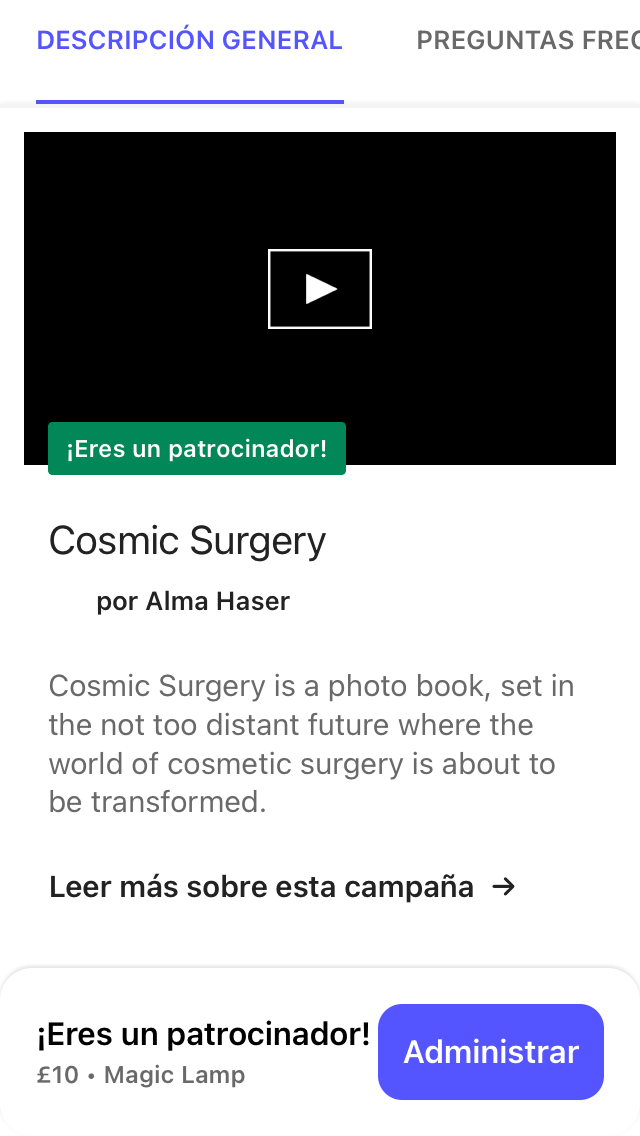 DESCRIPCIÓN GENERAL
PREGUNTAS
¡Eres un patrocinador!
Cosmic Surgery
por Alma Haser
Cosmic Surgery is a photo book, set in
the not too distant future where the
world of cosmetic surgery is about to
be transformed.
Leer más sobre esta campaña →
¡Eres un patrocinador!
£10 • Magic Lamp
Administrar